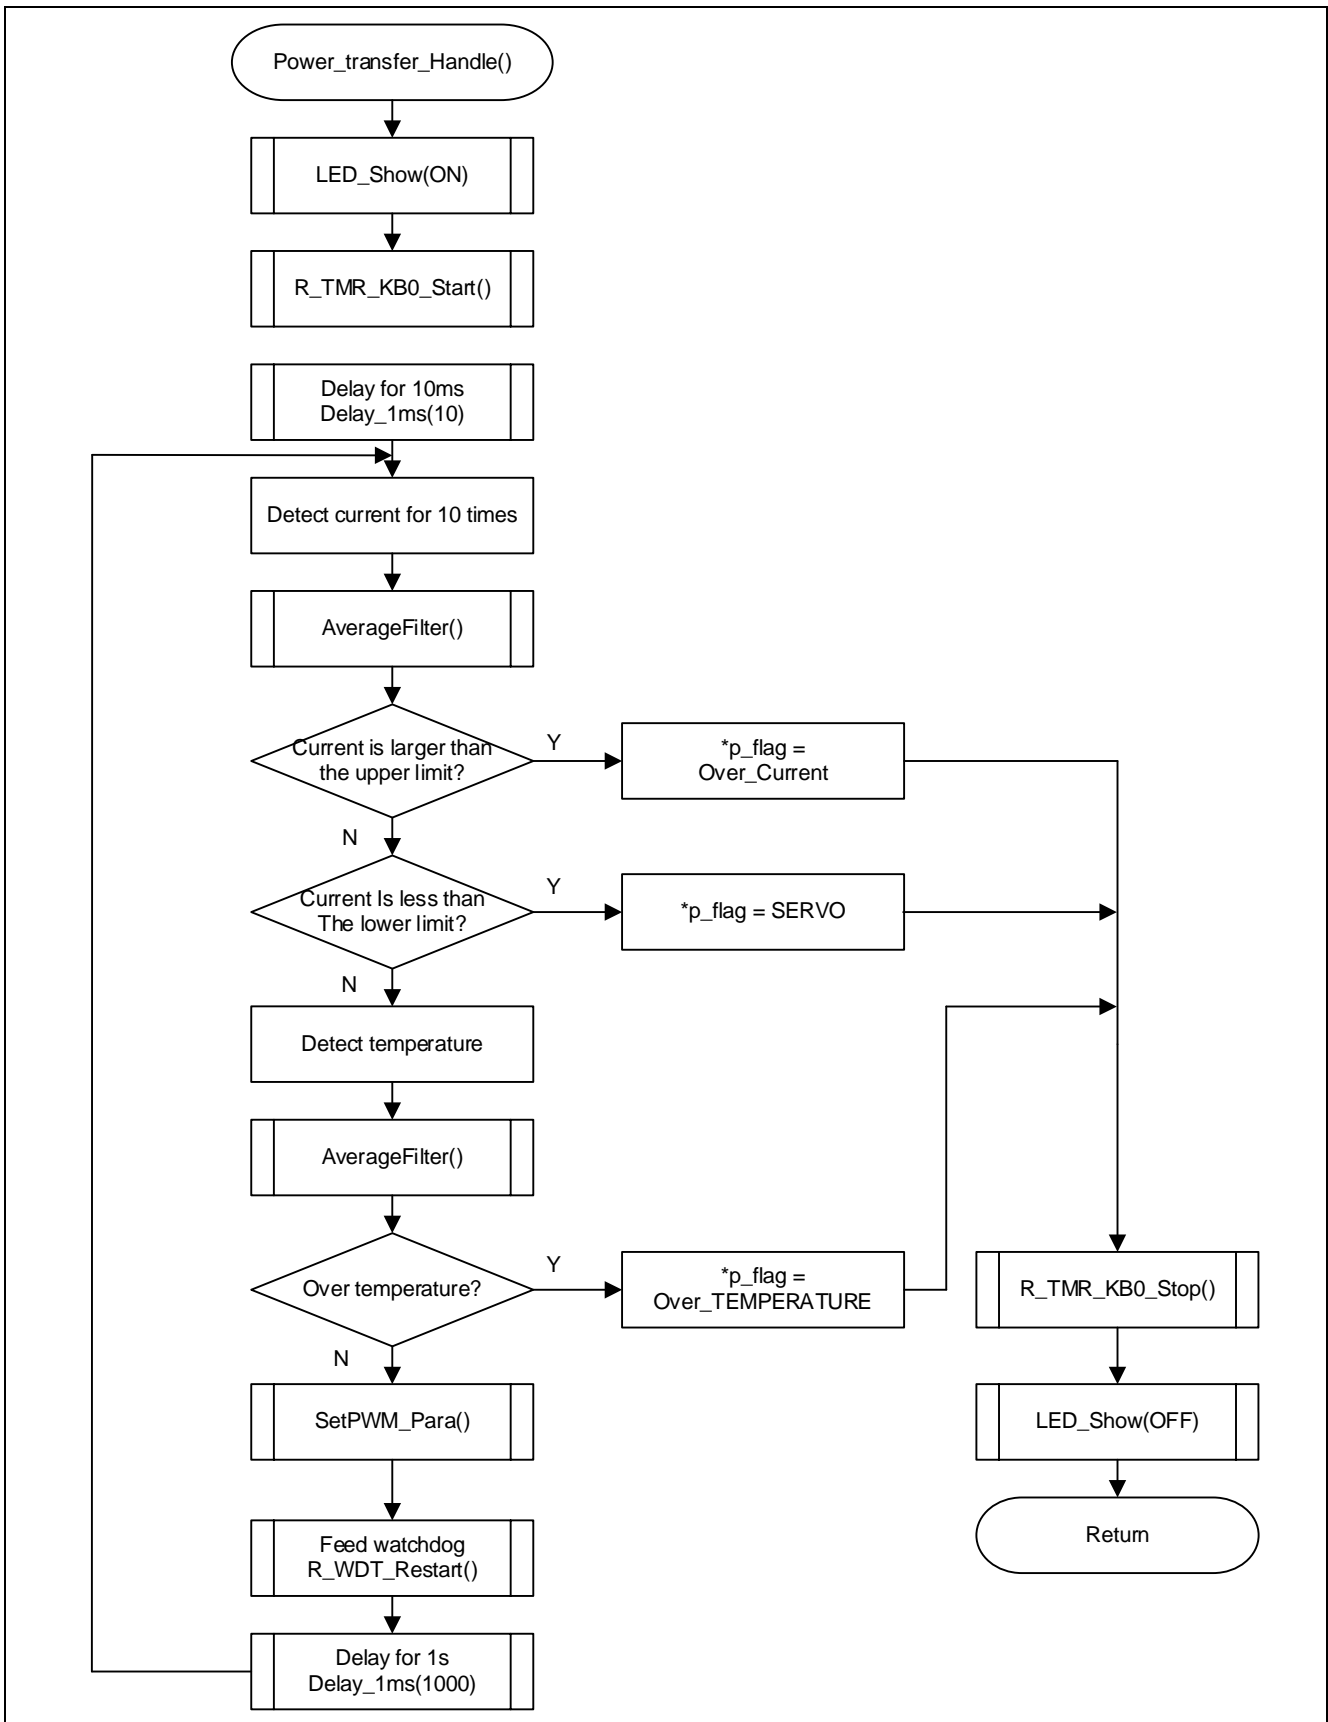 Power_transfer_Handle()
LED_Show(ON)
R_TMR_KB0_Start()
Delay for 10ms
Delay_1ms(10)
Detect current for 10 times
AverageFilter()
Current is larger than
the upper limit?
Y
*p_flag =
Over_Current
N
Current Is less than
The lower limit?
Y
*p_flag = SERVO
N
Detect temperature
AverageFilter()
Over temperature?
Y
*p_flag =
Over_TEMPERATURE
N
SetPWM_Para()
Feed watchdog
R_WDT_Restart()
Delay for 1s
Delay_1ms(1000)
R_TMR_KB0_Stop()
LED_Show(OFF)
Return